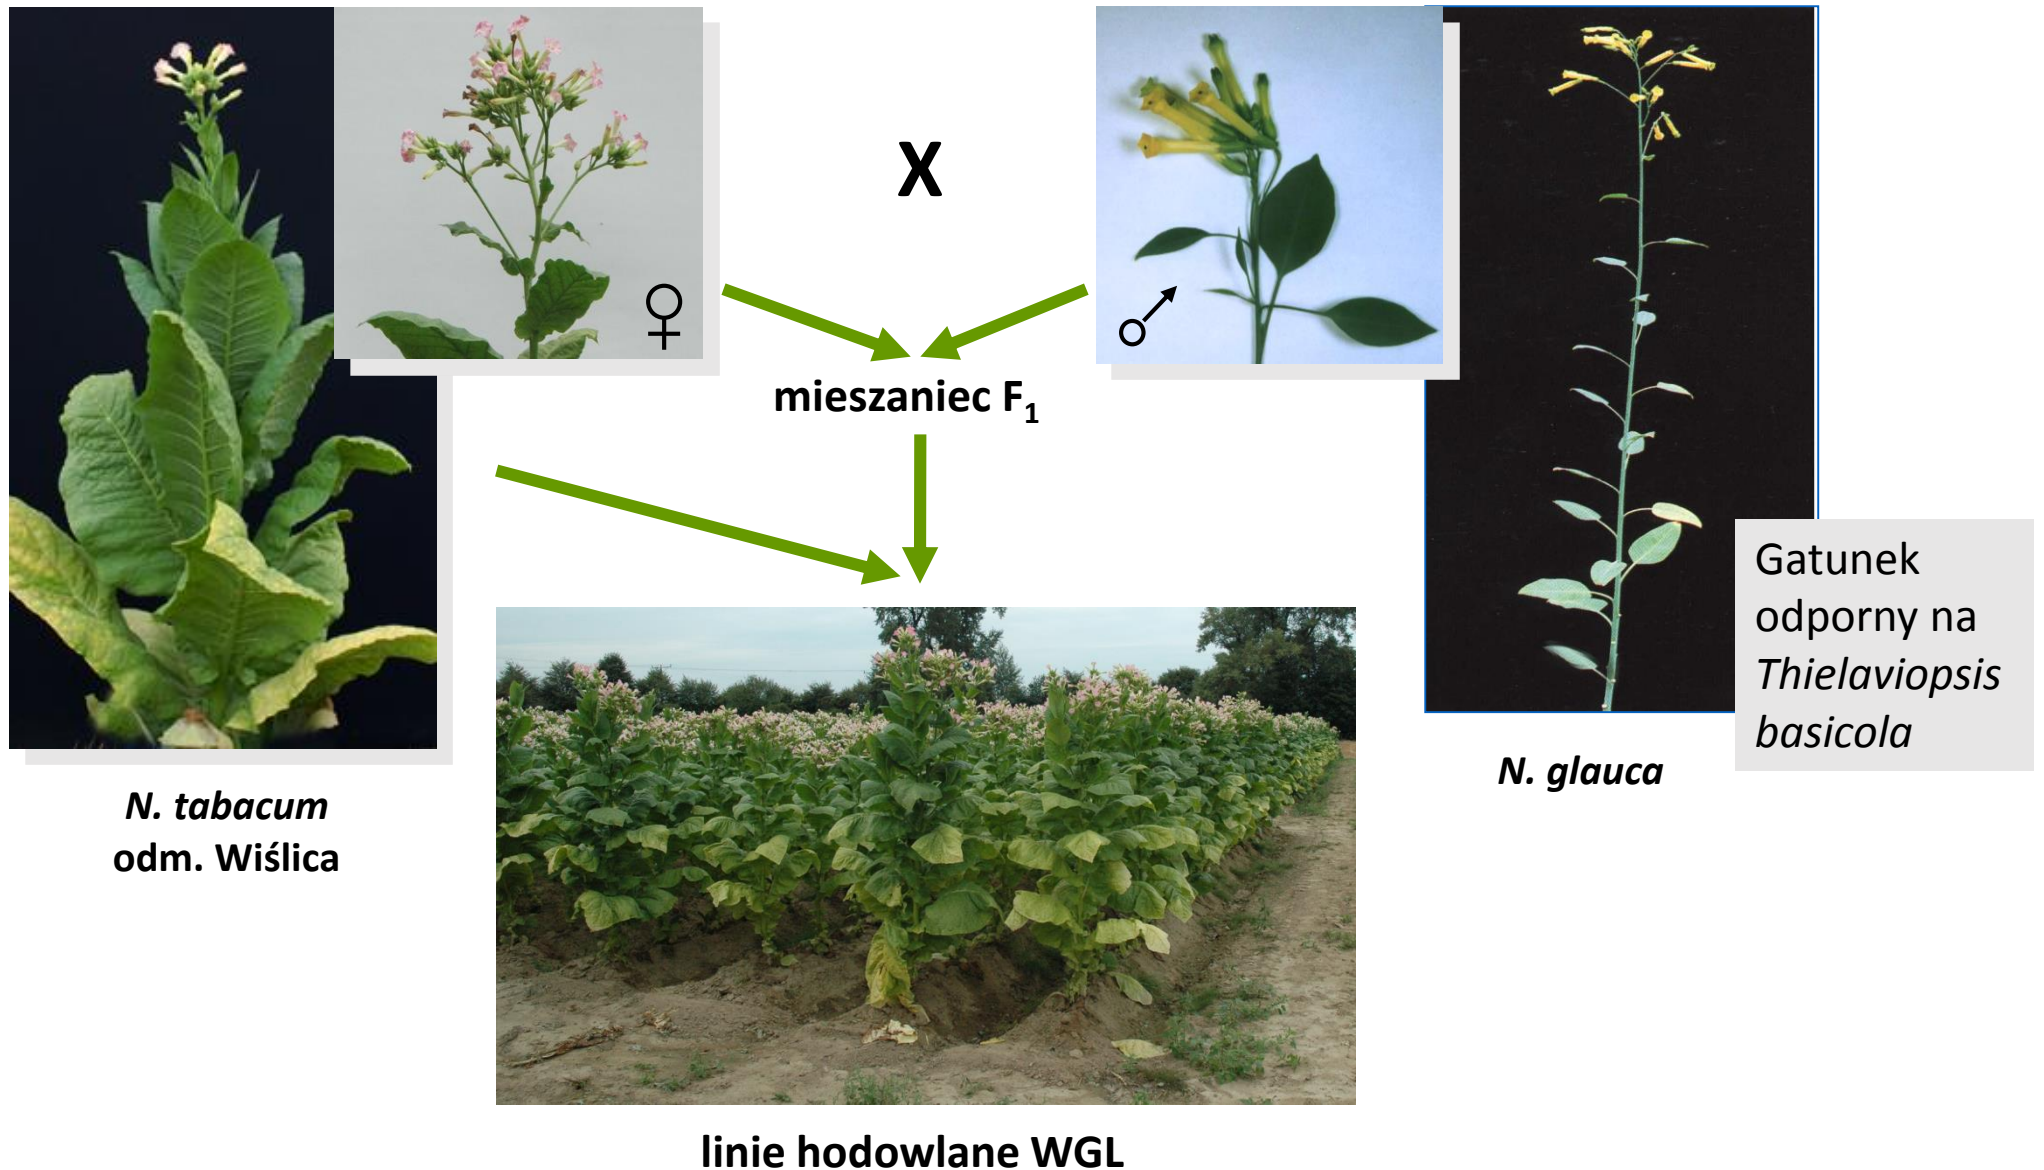 X
♀
♂
mieszaniec F₁
Gatunek
odporny na
Thielaviopsis
basicola
N. glauca
N. tabacum
odm. Wiślica
linie hodowlane WGL